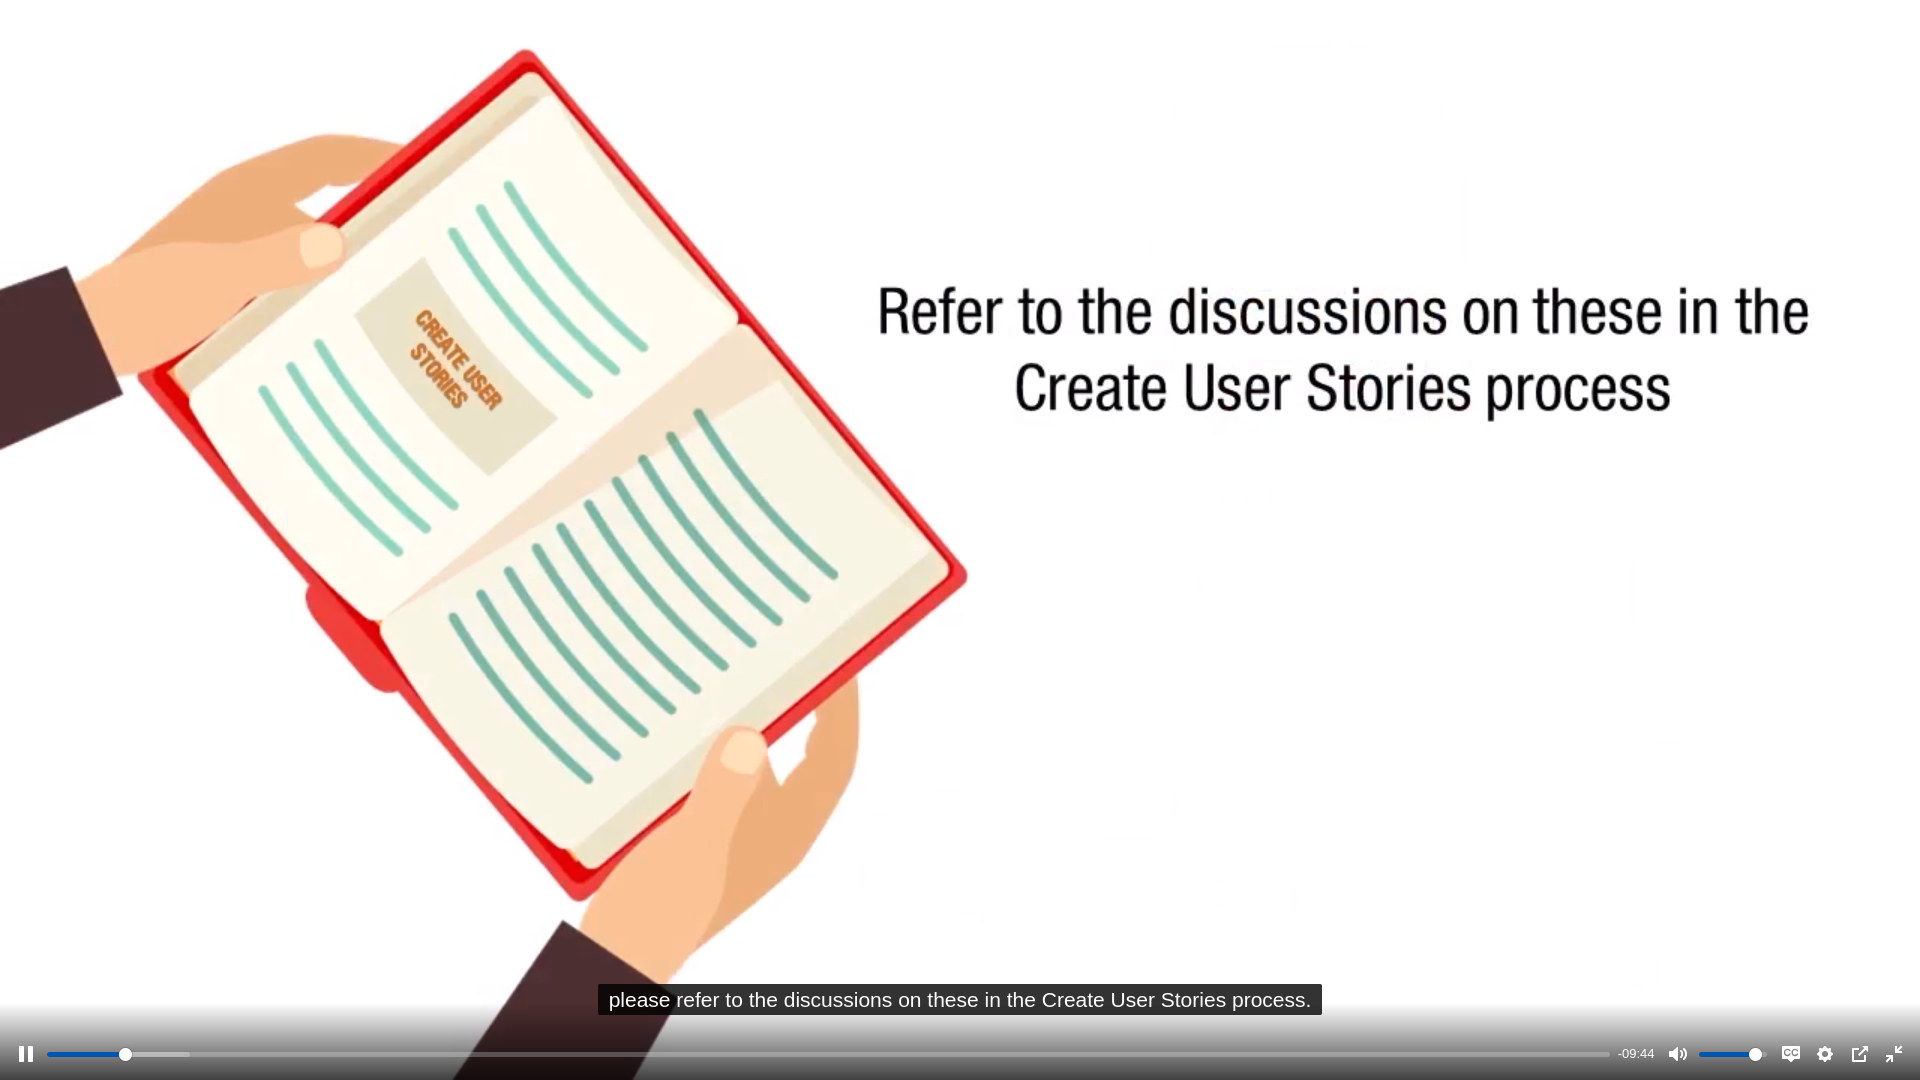 CREATE USER
STORIES
Refer to the discussions on these in the
Create User Stories process
please refer to the discussions on these in the Create User Stories process.
-09:44
CC